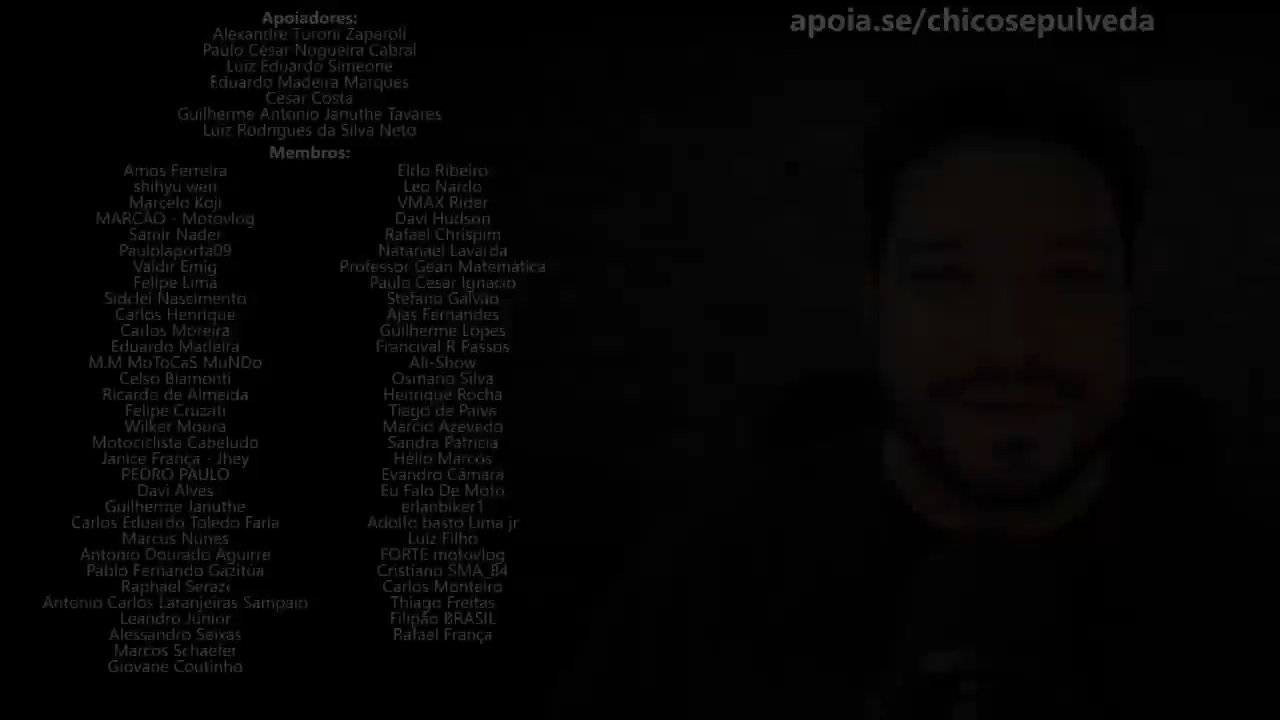 Apoiadores:
Alexandre Turoni Zaparoli
Paulo César Nogueira Cabral
Luiz Eduardo Simeone
Eduardo Madeira Marques
Cesar Costa
Guilherme Antonio Januthe Tavares
Luiz Rodrigues da Silva Neto
Membros:
Amos Ferreira
shihyu wen
Marcelo Koji
MARCÃO - Motovlog
Samir Nader
Paulolaporta09
Valdir Emig
Felipe Lima
Sidclei Nascimento
Carlos Henrique
Carlos Moreira
Eduardo Madeira
M.M MoToCaS MuNDo
Celso Biamonti
Ricardo de Almeida
Felipe Cruzati
Wilker Moura
Motociclista Cabeludo
Janice França - Jhey
PEDRO PAULO
Davi Alves
Guilherme Januthe
Carlos Eduardo Toledo Faria
Marcus Nunes
Antonio Dourado Aguirre
Pablo Fernando Gazitúa
Raphael Serazi
Antonio Carlos Laranjeiras Sampaio
Leandro Júnior
Alessandro Seixas
Marcos Schaefer
Giovane Coutinho
Eldo Ribeiro
Leo Nardo
VMAX Rider
Davi Hudson
Rafael Chrispim
Natanael Lavarda
Professor Gean Matemática
Paulo Cesar Ignacio
Stefano Galvão
Ajas Fernandes
Guilherme Lopes
Francival R Passos
Ali-Show
Osmano Silva
Henrique Rocha
Tiago de Paiva
Marcio Azevedo
Sandra Patricia
Hélio Marcos
Evandro Câmara
Eu Falo De Moto
erlanbiker1
Adolfo basto Lima jr
Luiz Filho
FORTE motovlog
Cristiano SMA_84
Carlos Monteiro
Thiago Freitas
Filipão BRASIL
Rafael França
apoia.se/chicosepulveda